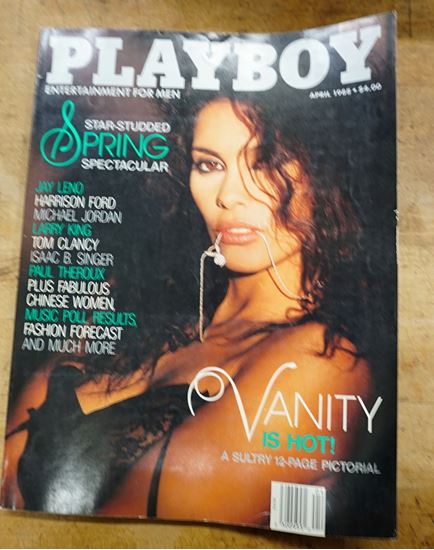 PLAYBOY
ENTERTAINMENT FOR MEN
APRIL 1988 • $4.00
STAR-STUDDED
SPRING
SPECTACULAR
JAY LENO
HARRISON FORD
MICHAEL JORDAN
LARRY KING
TOM CLANCY
ISAAC B. SINGER
PAUL THEROUX
PLUS FABULOUS
CHINESE WOMEN,
MUSIC POLL RESULTS,
FASHION FORECAST
AND MUCH MORE
VANITY
IS HOT!
A SULTRY 12-PAGE PICTORIAL